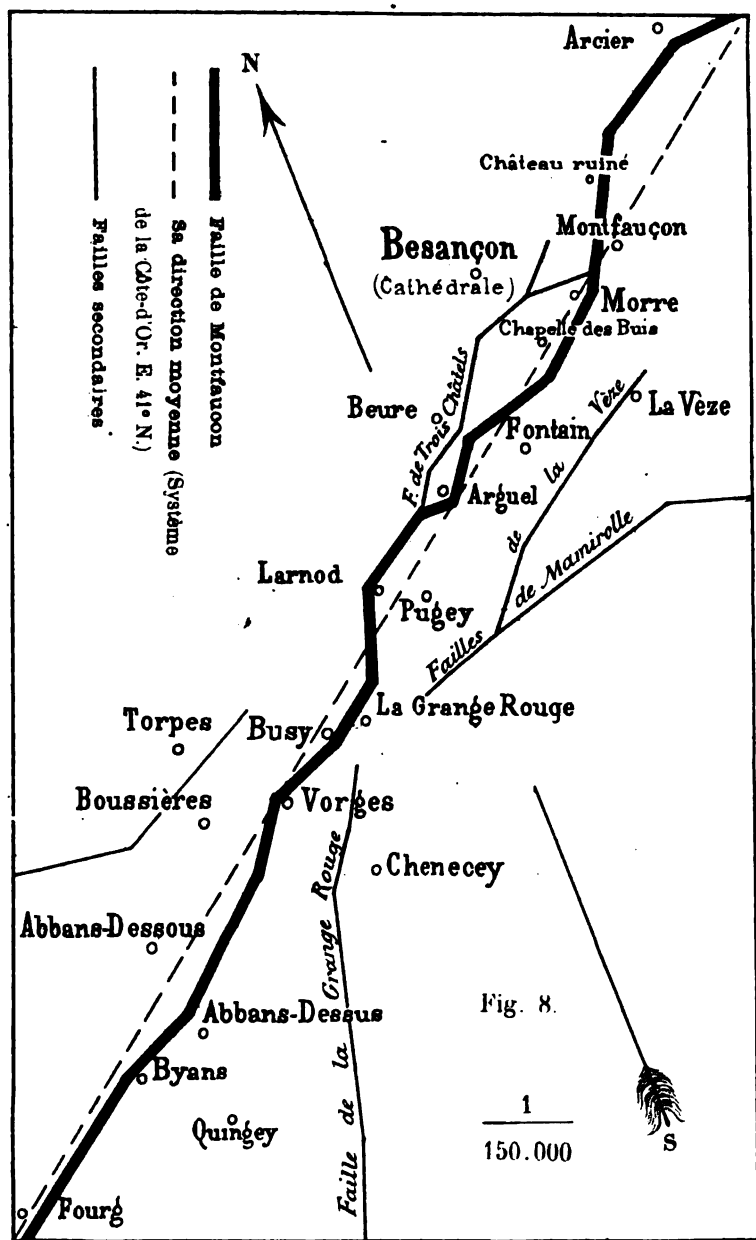 Arcier
N
Château ruiné
Montfauçon
Besançon
(Cathédrale)
Morre
Chapelle des Buis
Beure
F. de Trois Châtels
La Vèze
Fontain
de la Vèze
Arguel
Failles de Mamirolle
Larnod
Pugey
La Grange Rouge
Torpes
Busy
Boussières
Vorges
Chenecey
Faille de la Grange Rouge
Abbans-Dessous
Abbans-Dessus
Byans
Quingey
Fourg
Fig. 8.
1
150.000
S
Faille de Montfaucon
Sa direction moyenne (Système
de la Côte-d'Or. E. 41° N.)
Failles secondaires